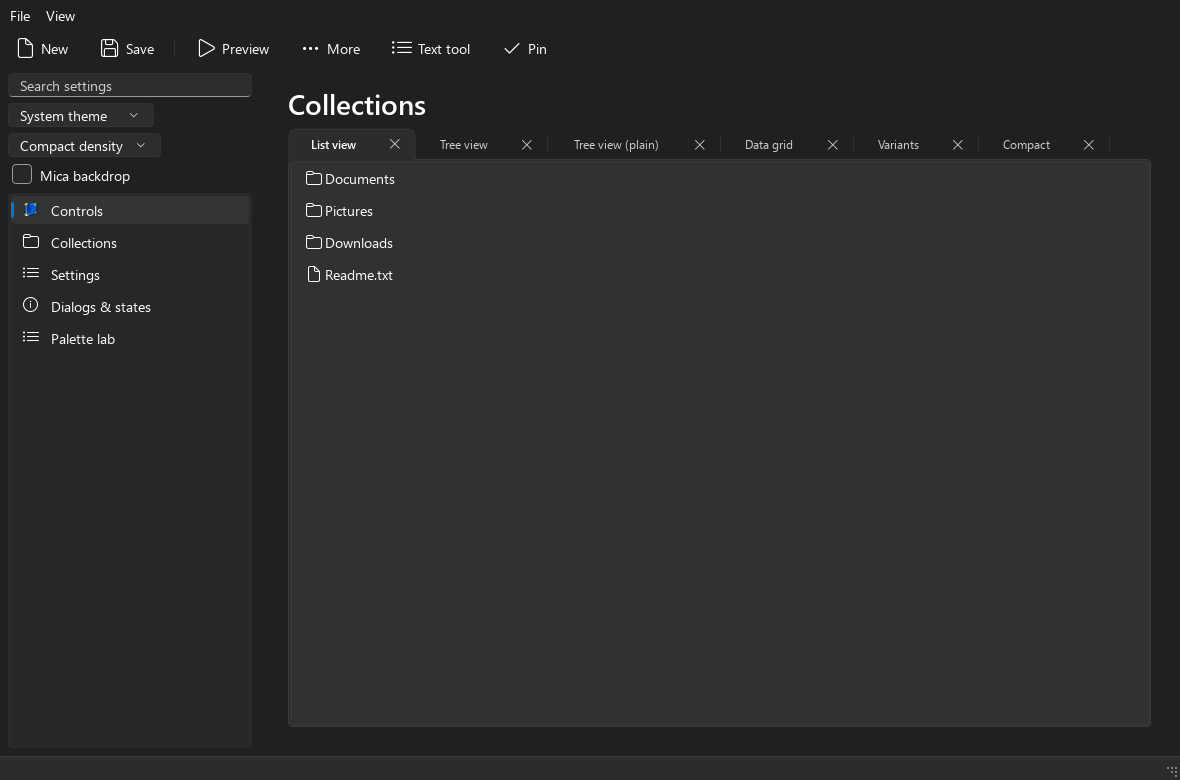 File View
New Save Preview More Text tool Pin
Search settings
System theme
Compact density
Mica backdrop
Controls
Collections
Settings
Dialogs & states
Palette lab
Collections
List view Tree view Tree view (plain) Data grid Variants Compact
Documents
Pictures
Downloads
Readme.txt